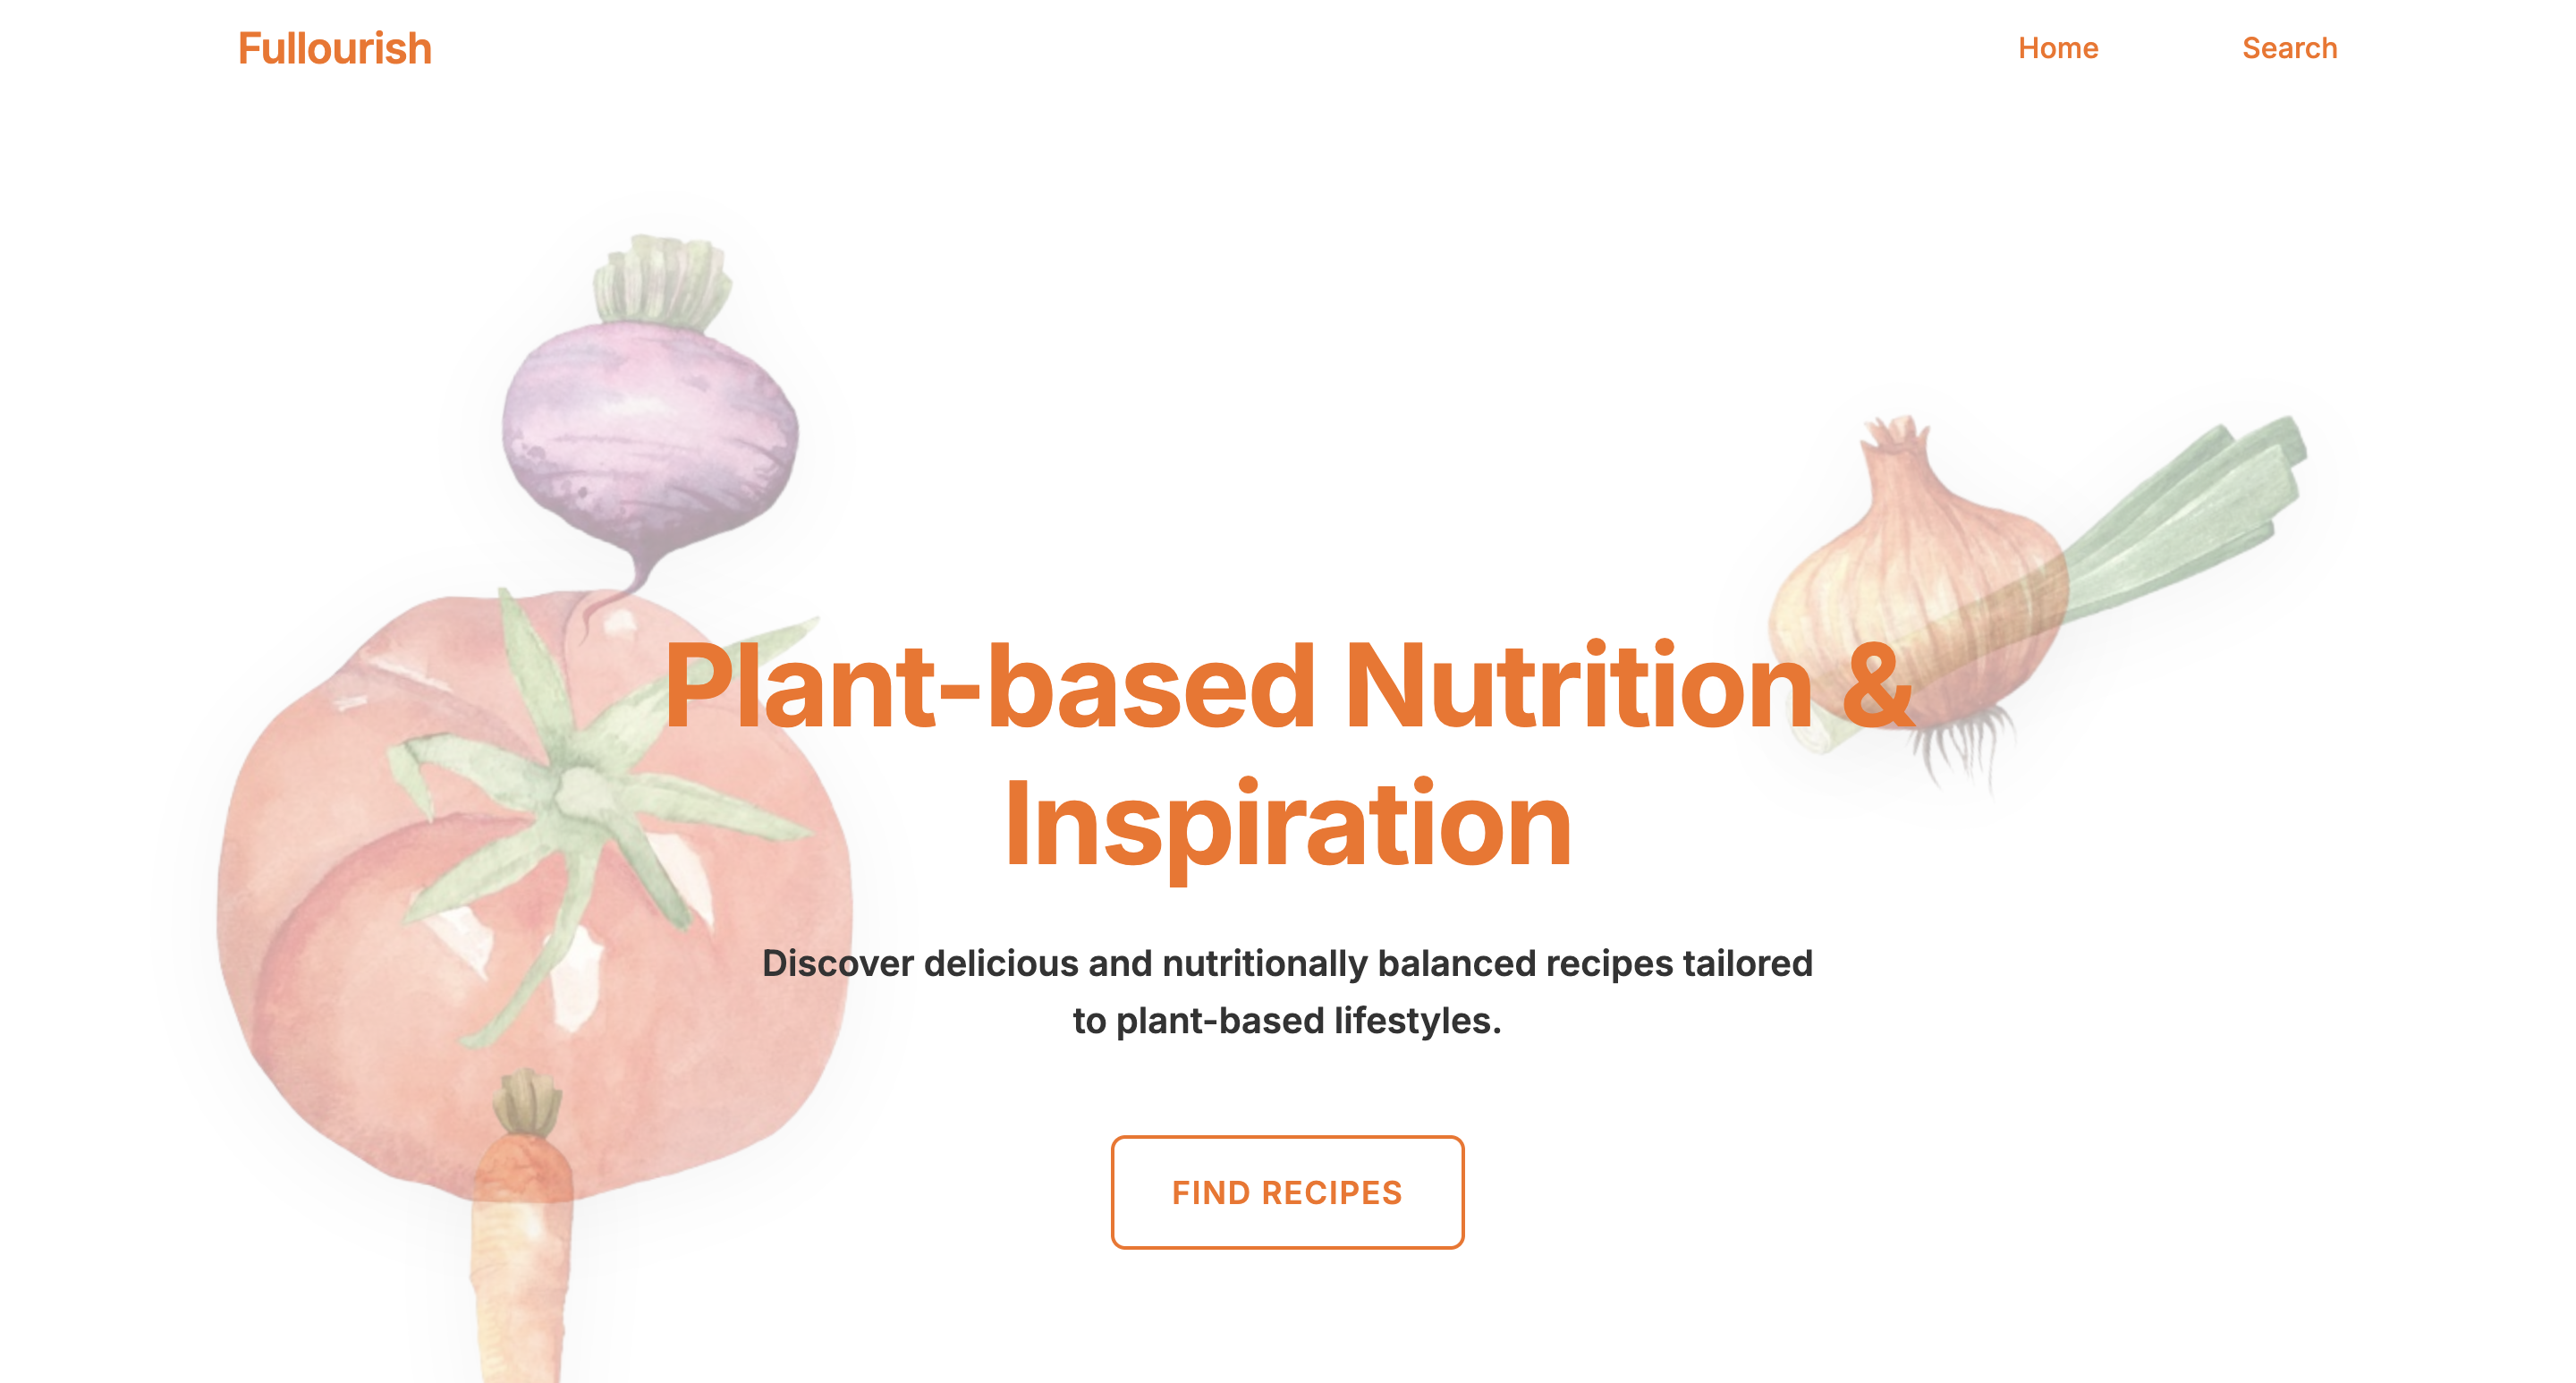 Fullourish
Home
Search
Plant-based Nutrition &
Inspiration
Discover delicious and nutritionally balanced recipes tailored
to plant-based lifestyles.
FIND RECIPES